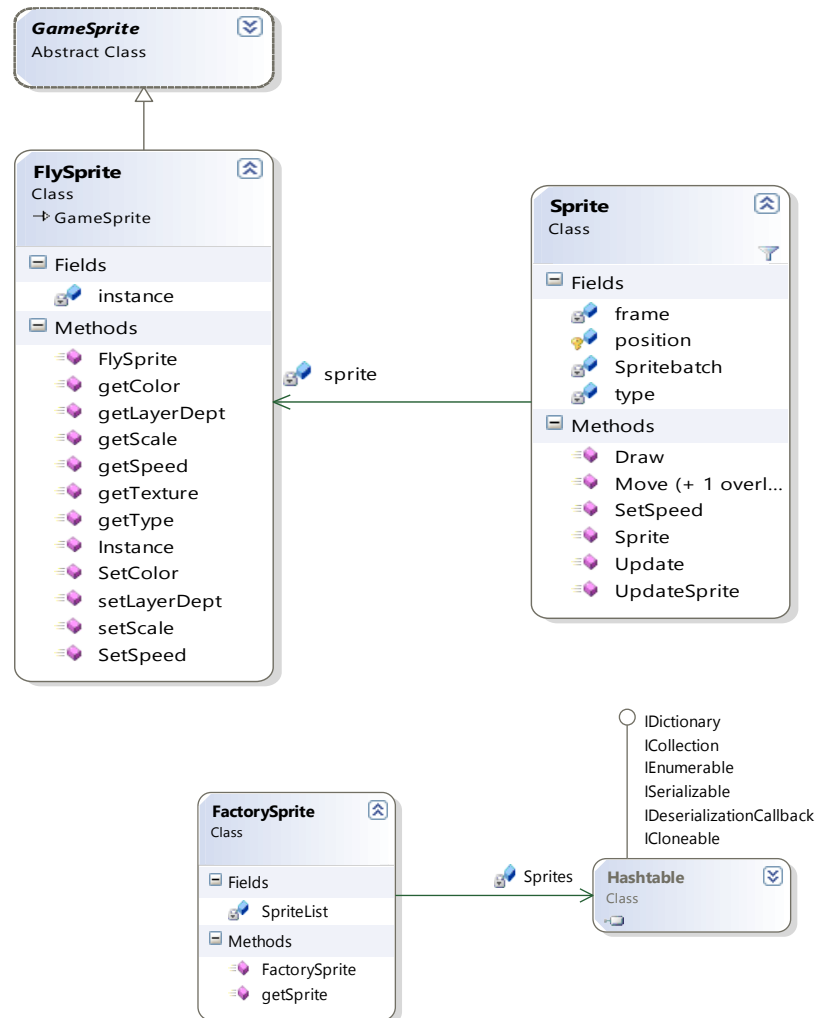 GameSprite
Abstract Class
FlySprite
Class
GameSprite
Fields
instance
Methods
FlySprite
getColor
getLayerDept
getScale
getSpeed
getTexture
getType
Instance
SetColor
setLayerDept
setScale
SetSpeed
sprite
Sprite
Class
Fields
frame
position
Spritebatch
type
Methods
Draw
Move (+ 1 overl...
SetSpeed
Sprite
Update
UpdateSprite
IDictionary
ICollection
IEnumerable
ISerializable
IDeserializationCallback
ICloneable
FactorySprite
Class
Fields
SpriteList
Methods
FactorySprite
getSprite
Sprites
Hashtable
Class